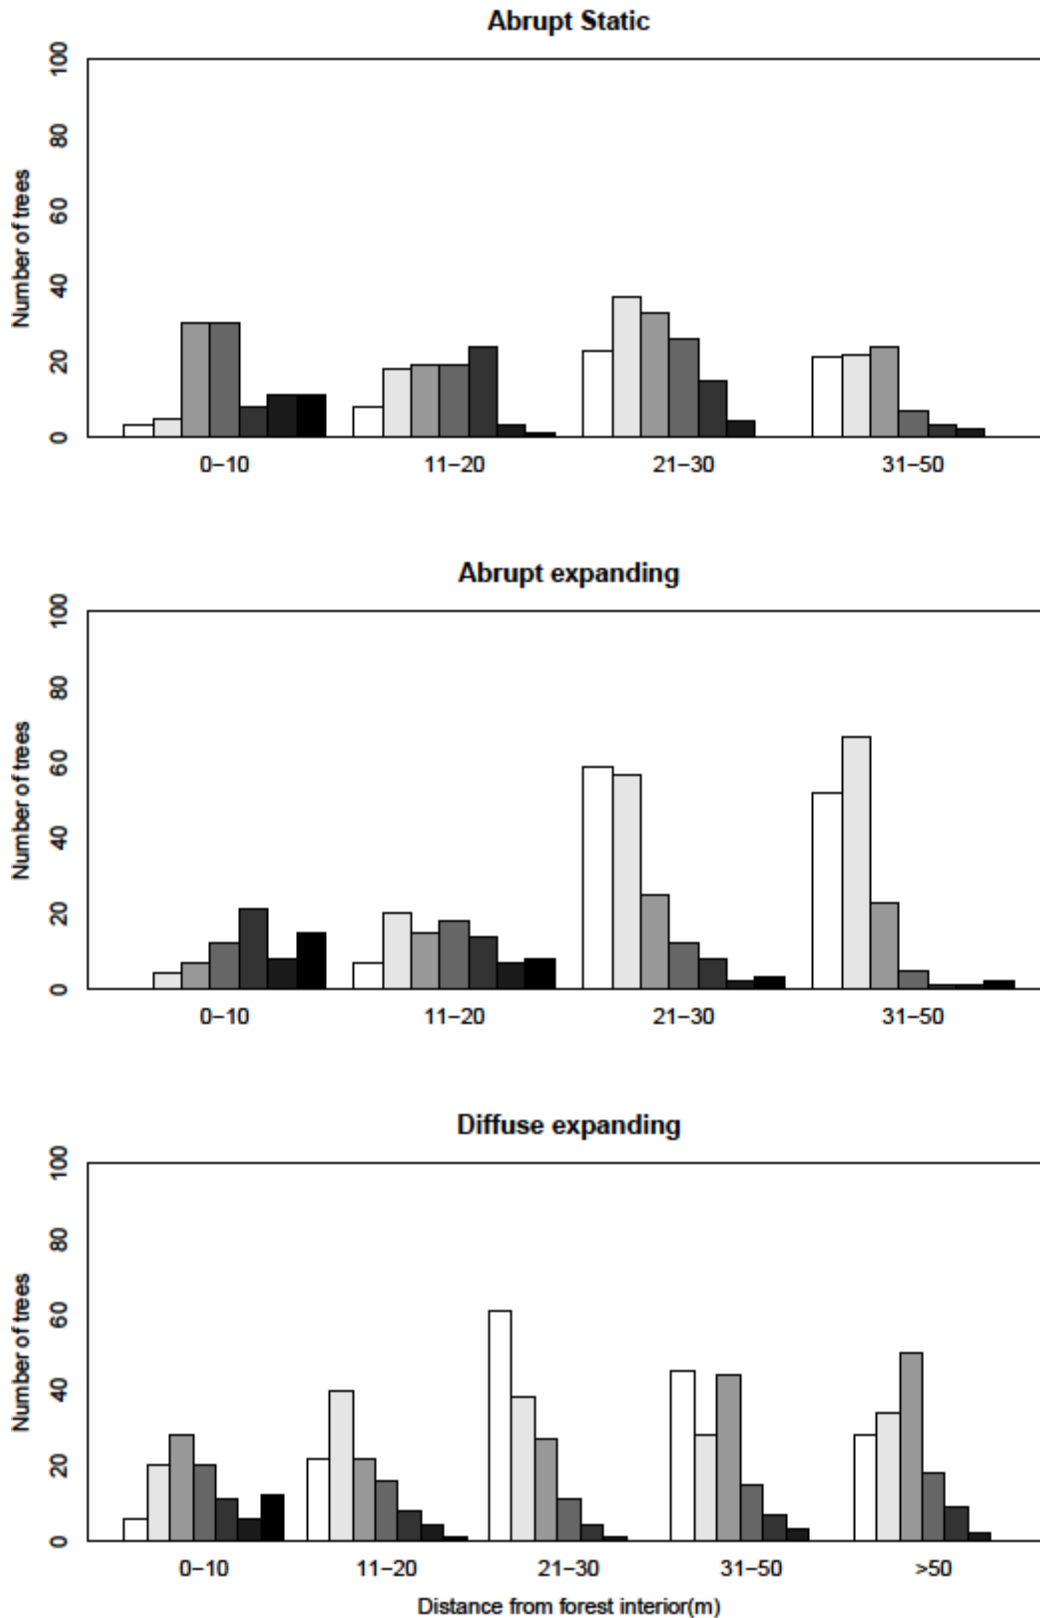 Abrupt Static
Number of trees
100
80
60
40
20
0
0–10 11–20 21–30 31–50
Abrupt expanding
Number of trees
100
80
60
40
20
0
0–10 11–20 21–30 31–50
Diffuse expanding
Number of trees
100
80
60
40
20
0
0–10 11–20 21–30 31–50 >50
Distance from forest interior(m)